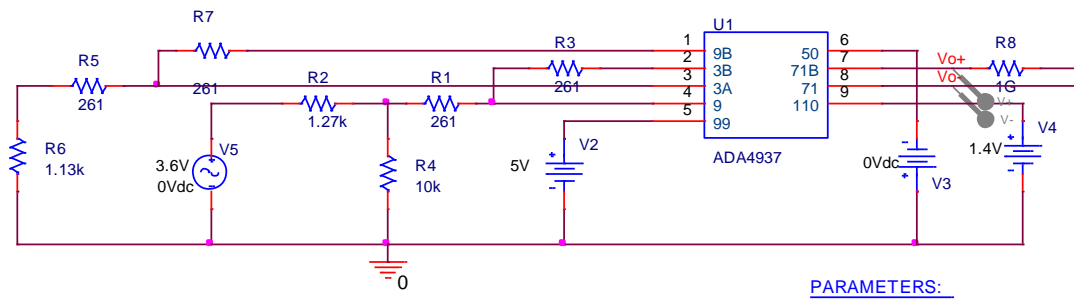 R7
261
R5
261
R6
1.13k
3.6V
0Vdc
V5
R2
1.27k
R1
261
R4
10k
R3
261
V2
5V
U1
1
2
3
4
5
9B
3B
3A
9
99
50
71B
71
110
6
7
8
9
ADA4937
Vo+
Vo-
R8
1G
V+
V-
0Vdc
V3
1.4V
V4
0
PARAMETERS: